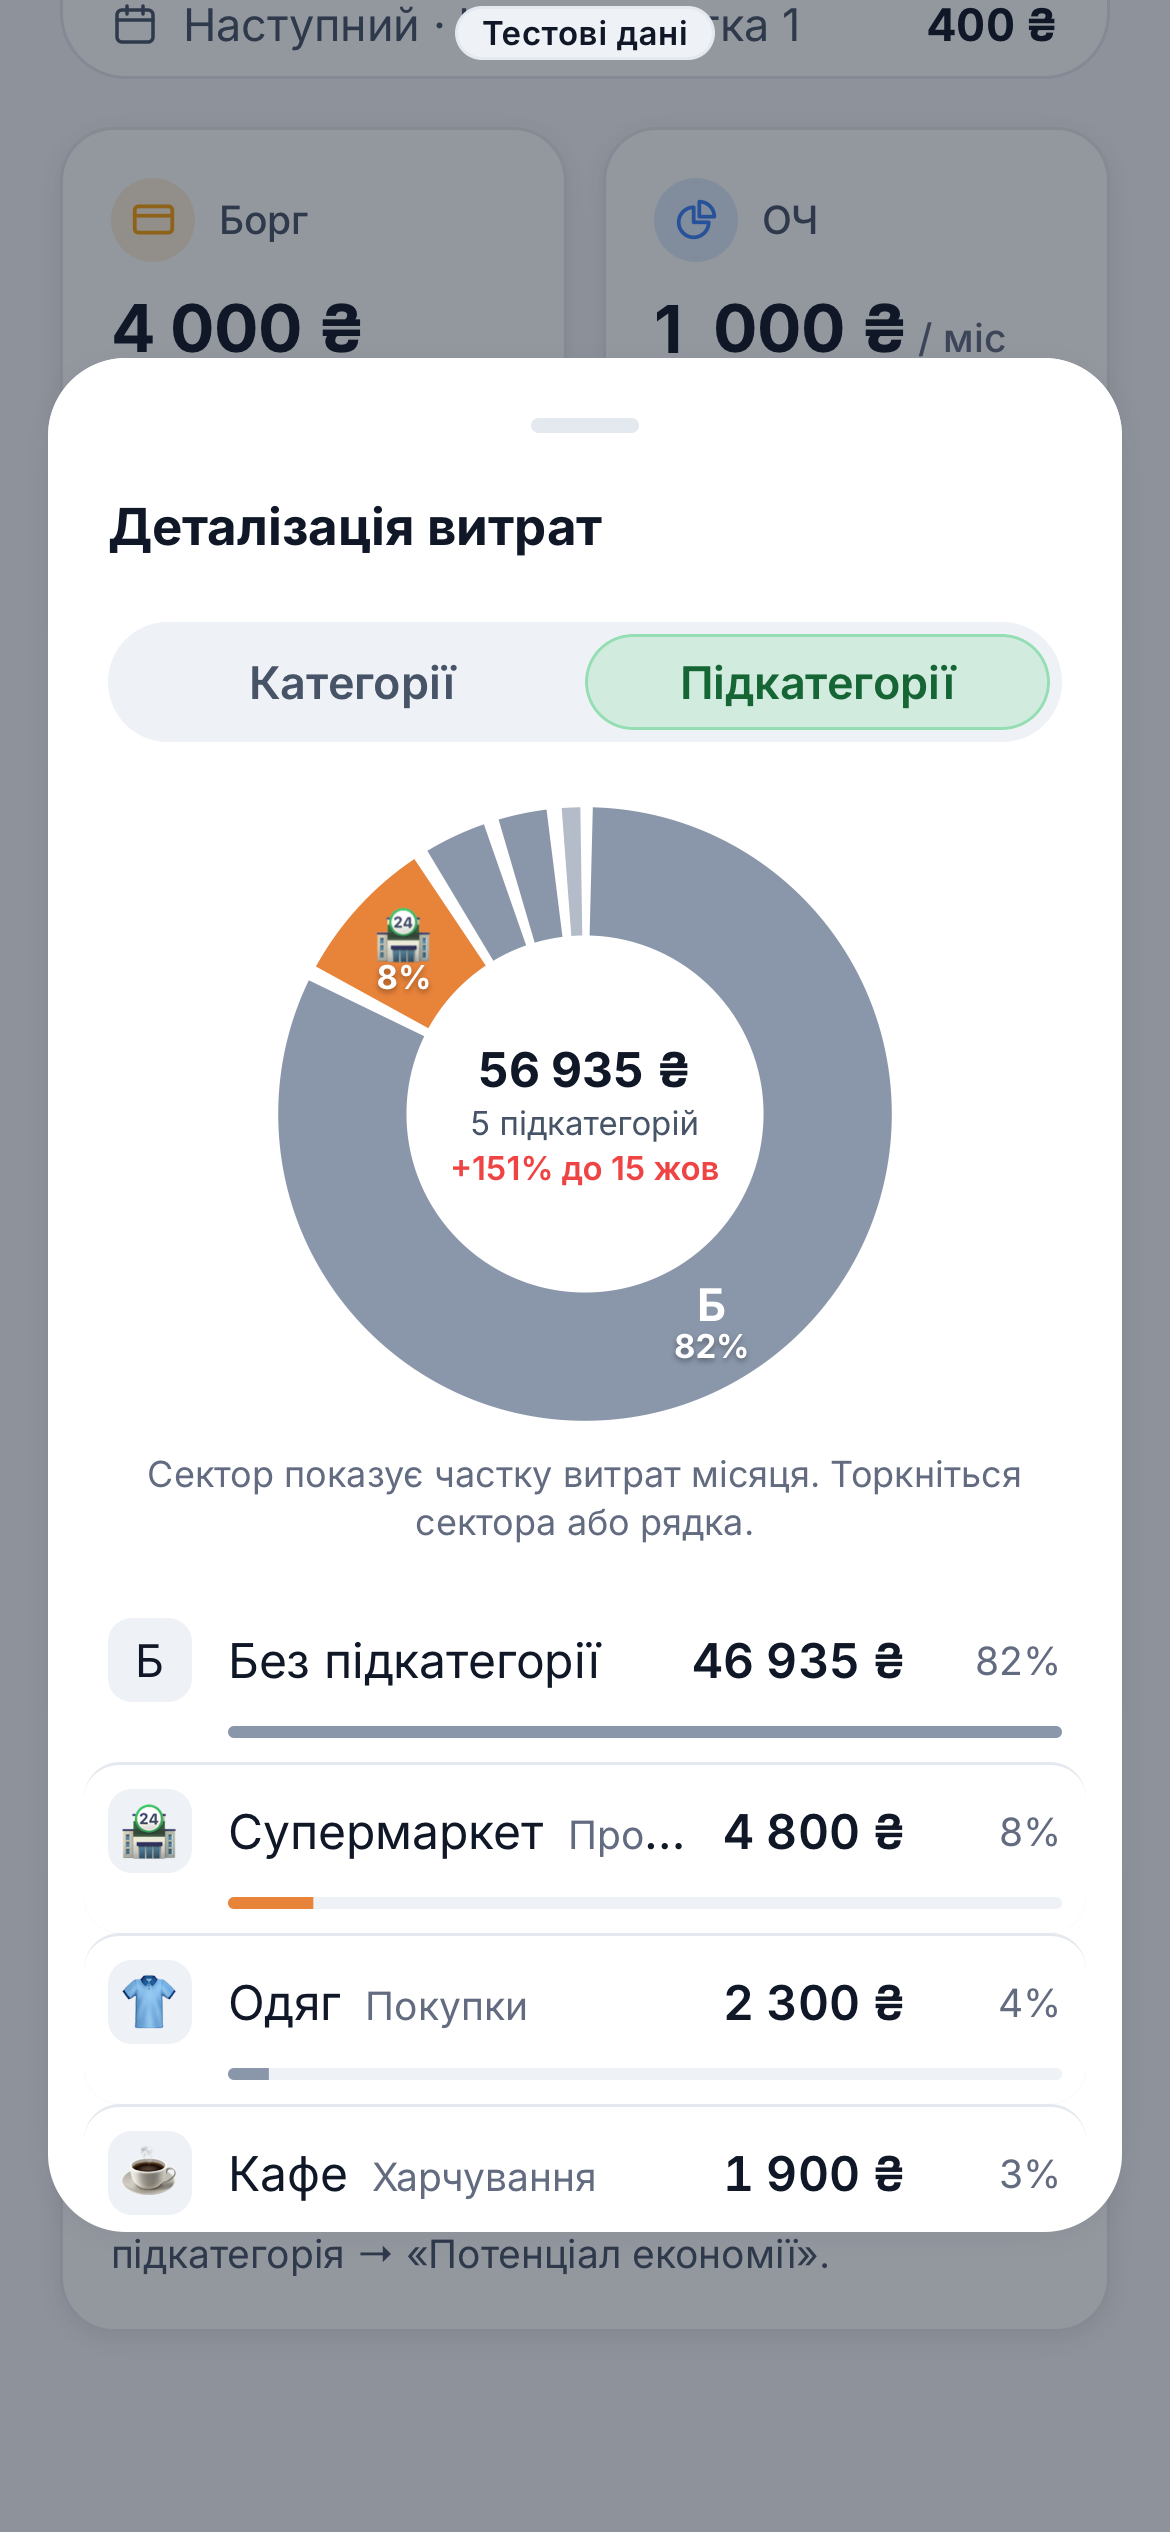 Наступний ·
тка 1
400 ₴
Тестові дані
Борг
ОЧ
4 000 ₴
1 000 ₴ / міс
Деталізація витрат
Категорії
Підкатегорії
24
8%
56 935 ₴
5 підкатегорій
+151% до 15 жов
Б
82%
Сектор показує частку витрат місяця. Торкніться
сектора або рядка.
Б
Без підкатегорії
46 935 ₴
82%
24
Супермаркет Про...
4 800 ₴
8%
Одяг Покупки
2 300 ₴
4%
Кафе Харчування
1 900 ₴
3%
підкатегорія → «Потенціал економії».